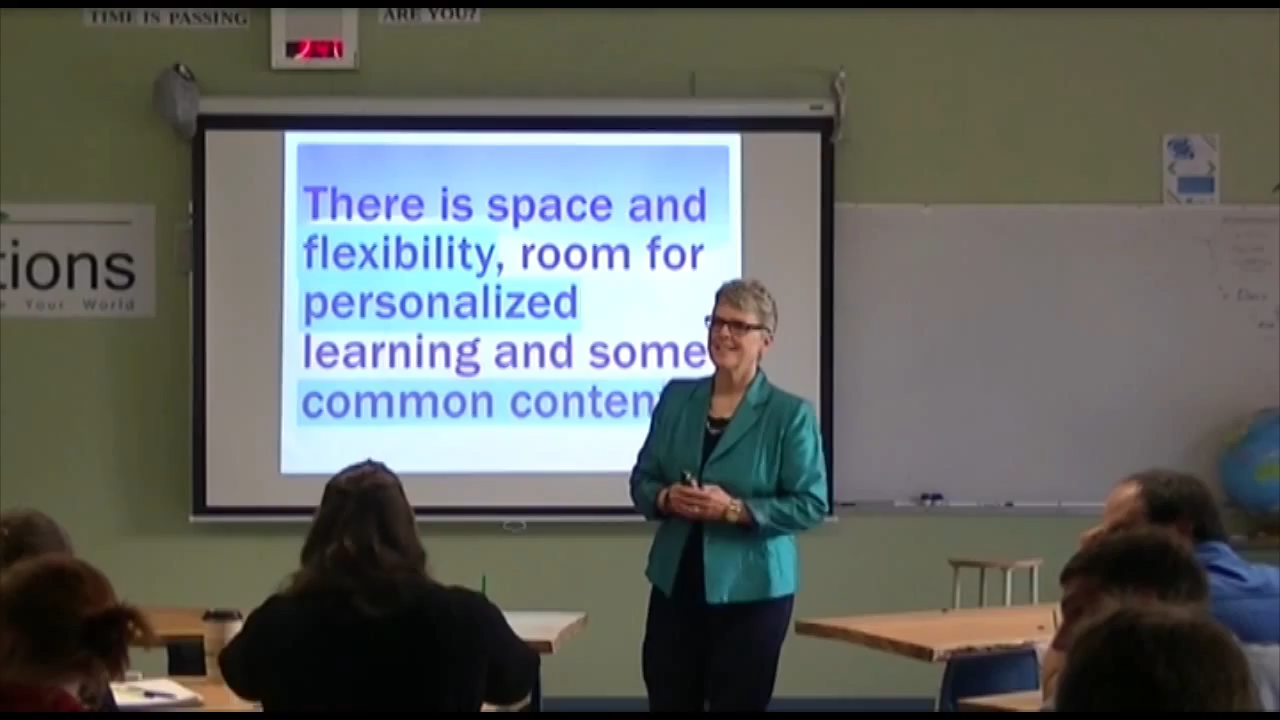 TIME IS PASSING
ARE YOU?
There is space and
flexibility, room for
personalized
learning and some
common conten
tions
e Your World